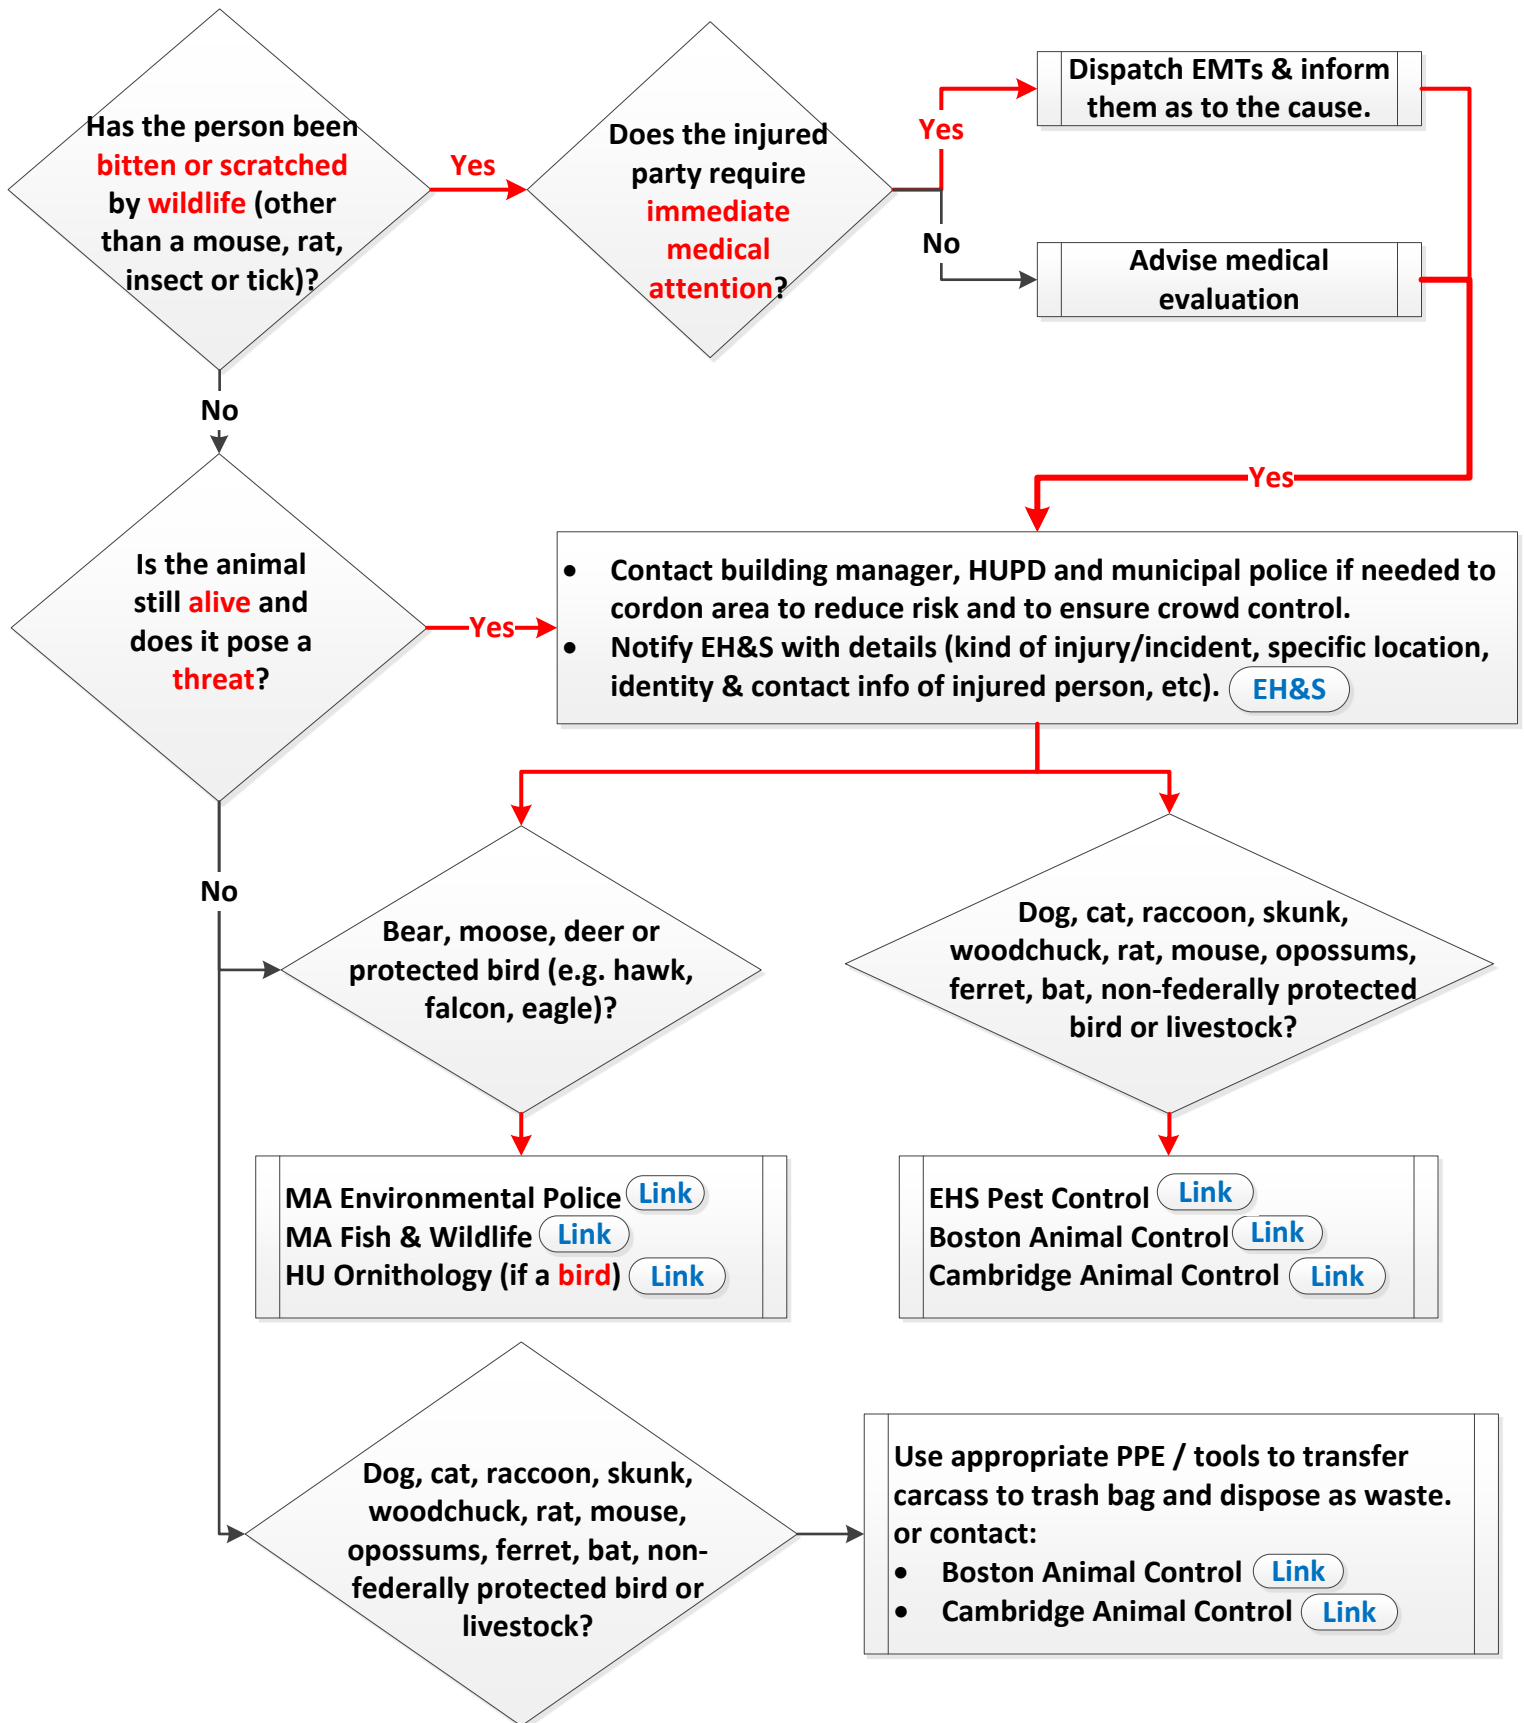 Has the person been
bitten or scratched
by wildlife (other
than a mouse, rat,
insect or tick)?
Yes
Does the injured
party require
immediate
medical
attention?
Yes
Dispatch EMTs & inform
them as to the cause.
No
Advise medical
evaluation
No
Yes
Is the animal
still alive and
does it pose a
threat?
Yes
• Contact building manager, HUPD and municipal police if needed to
cordon area to reduce risk and to ensure crowd control.
• Notify EH&S with details (kind of injury/incident, specific location,
identity & contact info of injured person, etc). EH&S
No
Bear, moose, deer or
protected bird (e.g. hawk,
falcon, eagle)?
Dog, cat, raccoon, skunk,
woodchuck, rat, mouse, opossums,
ferret, bat, non-federally protected
bird or livestock?
MA Environmental Police Link
MA Fish & Wildlife Link
HU Ornithology (if a bird) Link
EHS Pest Control Link
Boston Animal Control Link
Cambridge Animal Control Link
Dog, cat, raccoon, skunk,
woodchuck, rat, mouse,
opossums, ferret, bat, non-
federally protected bird or
livestock?
Use appropriate PPE / tools to transfer
carcass to trash bag and dispose as waste.
or contact:
• Boston Animal Control Link
• Cambridge Animal Control Link